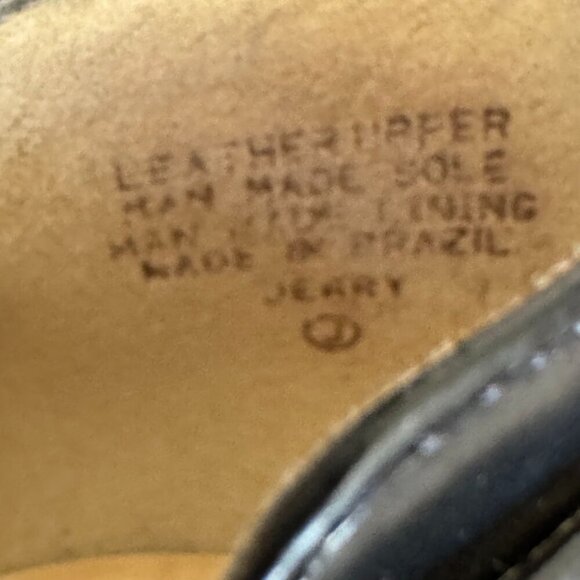 LEATHER UPPER
MAN MADE SOLE
MAN MADE LINING
MADE IN BRAZIL
JERRY